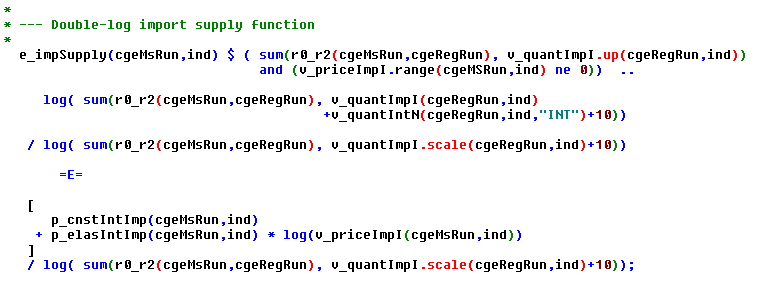 *
* --- Double-log import supply function
*
e_impSupply(cgeMsRun,ind) $ ( sum(r0_r2(cgeMsRun,cgeRegRun), v_quantImpI.up(cgeRegRun,ind))
and (v_priceImpI.range(cgeMSRun,ind) ne 0)) ..
log( sum(r0_r2(cgeMsRun,cgeRegRun), v_quantImpI(cgeRegRun,ind)
+v_quantIntN(cgeRegRun,ind,"INT")+10))
/ log( sum(r0_r2(cgeMsRun,cgeRegRun), v_quantImpI.scale(cgeRegRun,ind)+10))
=E=
[
p_cnstIntImp(cgeMsRun,ind)
+ p_elasIntImp(cgeMsRun,ind) * log(v_priceImpI(cgeMsRun,ind))
]
/ log( sum(r0_r2(cgeMsRun,cgeRegRun), v_quantImpI.scale(cgeRegRun,ind)+10));